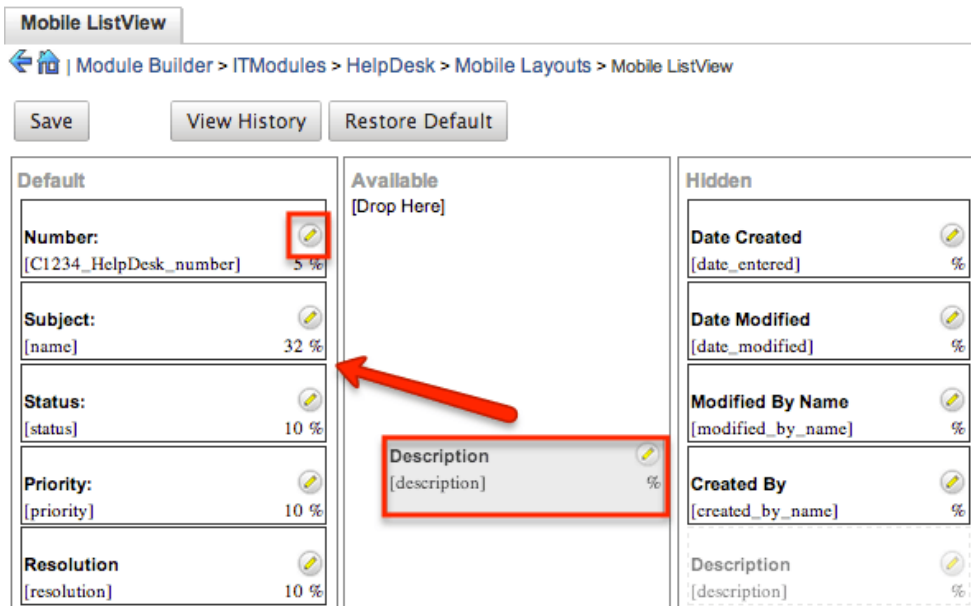 Mobile ListView
| Module Builder > ITModules > HelpDesk > Mobile Layouts > Mobile ListView
Save View History Restore Default
Default
Number:
[C1234_HelpDesk_number] 5 %
Subject:
[name] 32 %
Status:
[status] 10 %
Priority:
[priority] 10 %
Resolution
[resolution] 10 %
Available
[Drop Here]
Description
[description] %
Hidden
Date Created
[date_entered] %
Date Modified
[date_modified] %
Modified By Name
[modified_by_name] %
Created By
[created_by_name] %
Description
[description] %